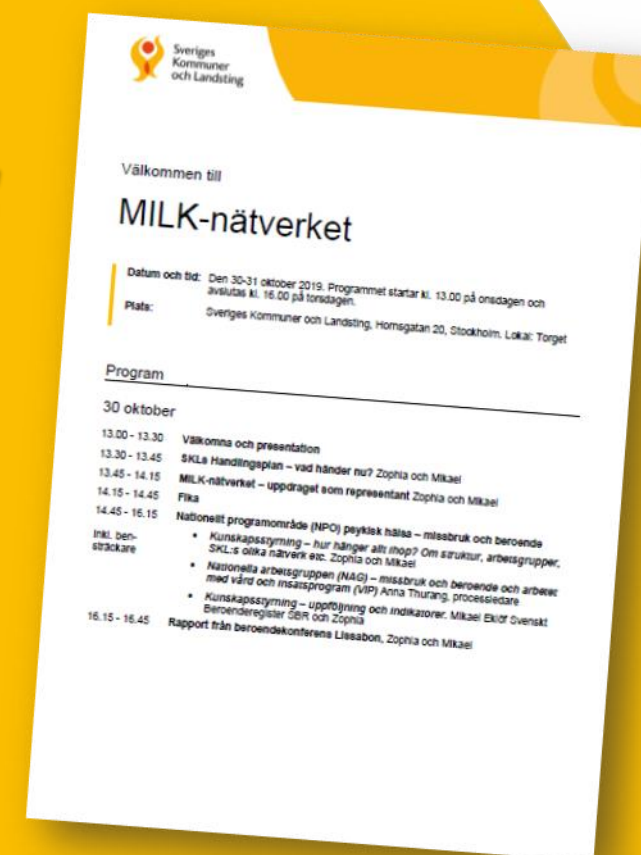 Sveriges
Kommuner
och Landsting
Välkommen till
MILK-nätverket
Datum och tid: Den 30-31 oktober 2019. Programmet startar kl. 13.00 på onsdagen och
avslutas kl. 16.00 på torsdagen.
Plats: Sveriges Kommuner och Landsting, Hornsgatan 20, Stockholm. Lokal: Torget
Program
30 oktober
13.00 - 13.30 Välkomna och presentation
13.30 - 13.45 SKLs Handlingsplan – vad händer nu? Zophia och Mikael
13.45 - 14.15 MILK-nätverket – uppdraget som representant Zophia och Mikael
14.15 - 14.45 Fika
14.45 - 16.15 Nationellt programområde (NPO) psykisk hälsa – missbruk och beroende
Inkl. ben-
sträckare
• Kunskapsstyrning – hur hänger allt ihop? Om struktur, arbetsgrupper,
SKL:s olika nätverk etc. Zophia och Mikael
• Nationella arbetsgruppen (NAG) – missbruk och beroende och arbetet
med vård och insatsprogram (VIP) Anna Thurang, processledare
• Kunskapsstyrning – uppföljning och indikatorer. Mikael Eklöf Svenskt
Beroenderegister SBR och Zophia
16.15 - 16.45 Rapport från beroendekonferens Lissabon, Zophia och Mikael